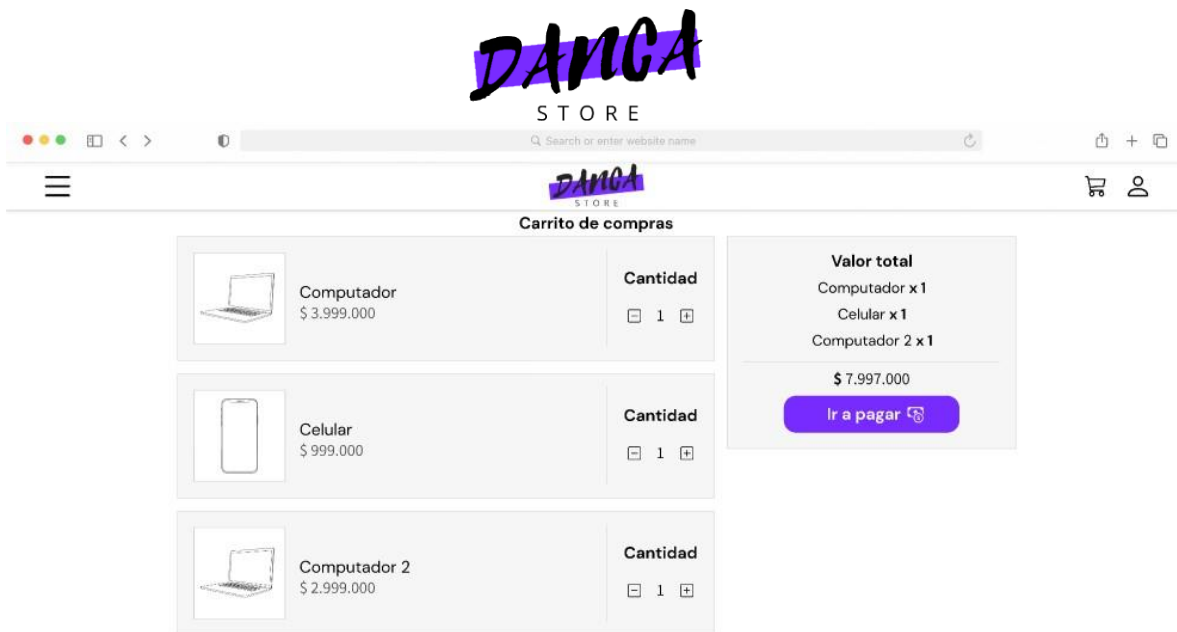 DANCA
STORE
Search or enter website name
DANCA
STORE
Carrito de compras
Computador
$ 3.999.000
Cantidad
1
Celular
$ 999.000
Cantidad
1
Computador 2
$ 2.999.000
Cantidad
1
Valor total
Computador x 1
Celular x 1
Computador 2 x 1
$ 7.997.000
Ir a pagar